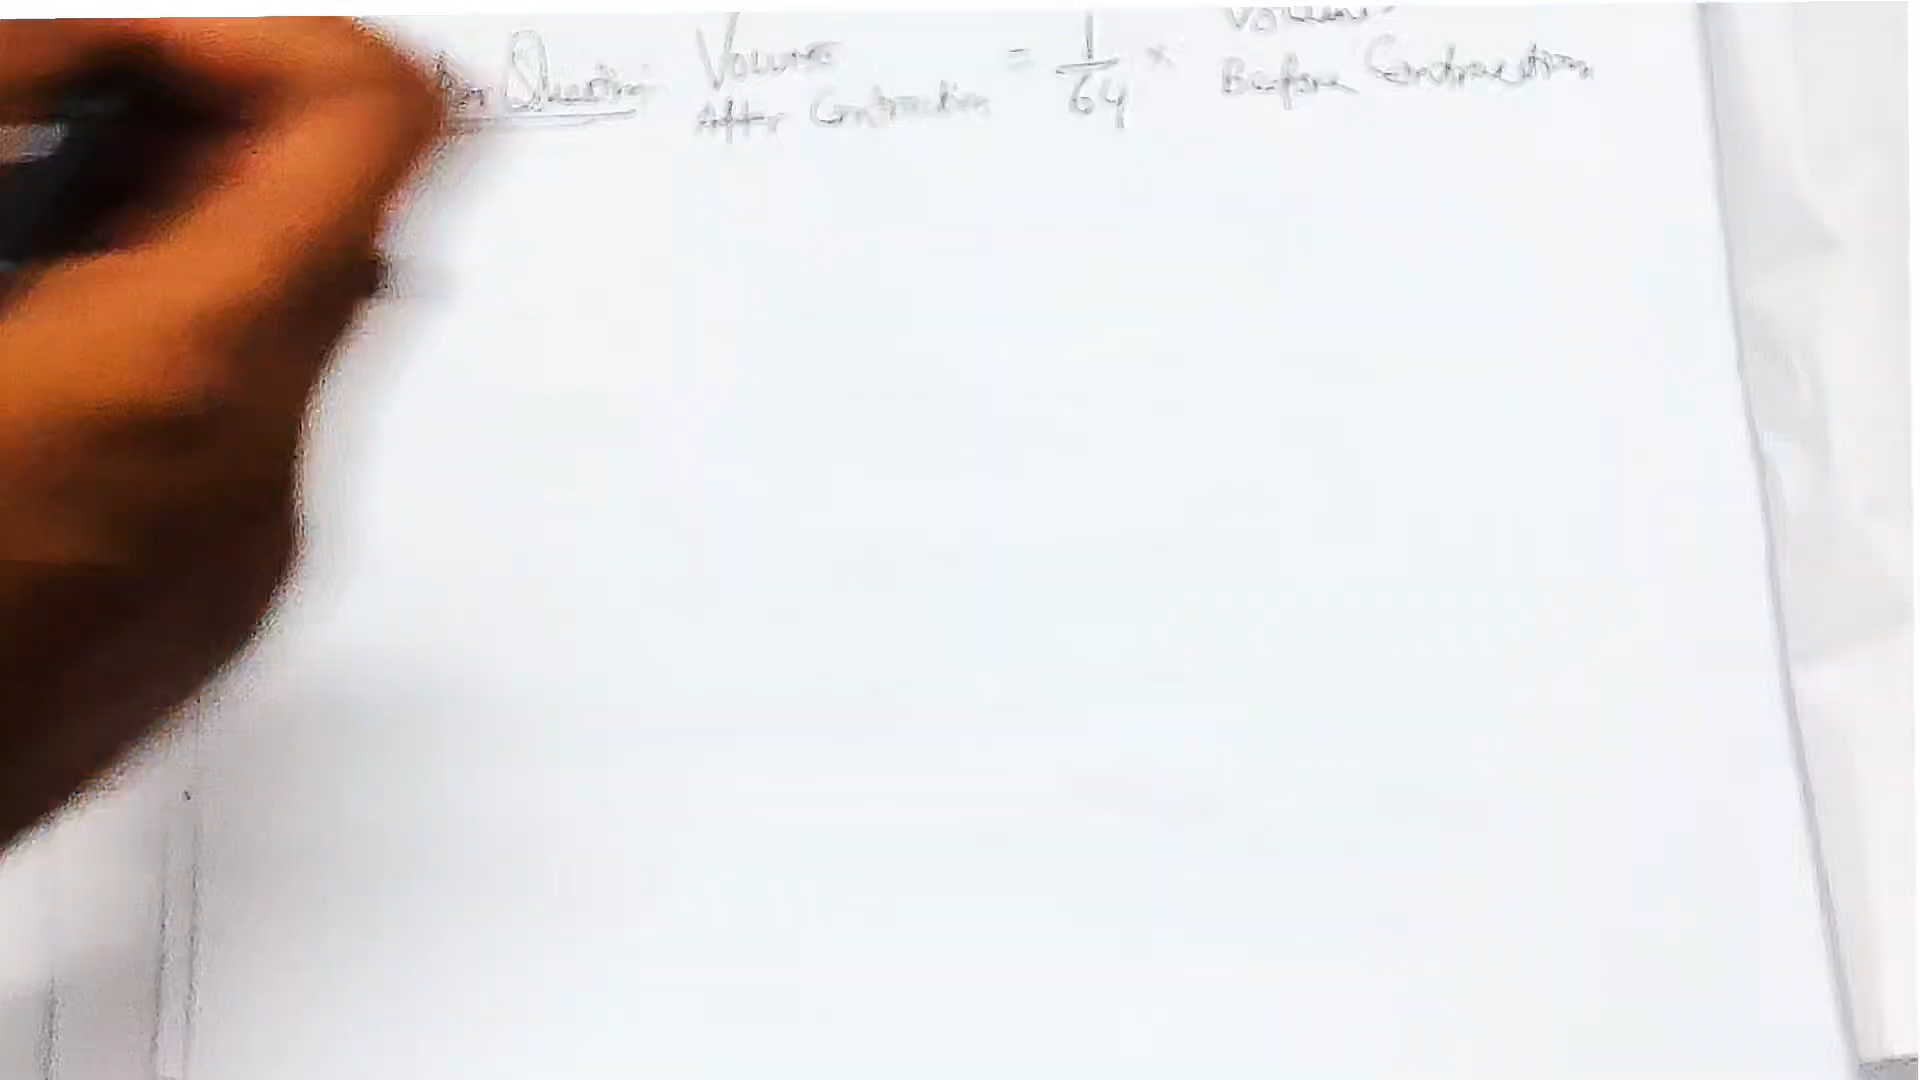 Question Volume = 1/64 × Volume
After Contraction Before Contraction